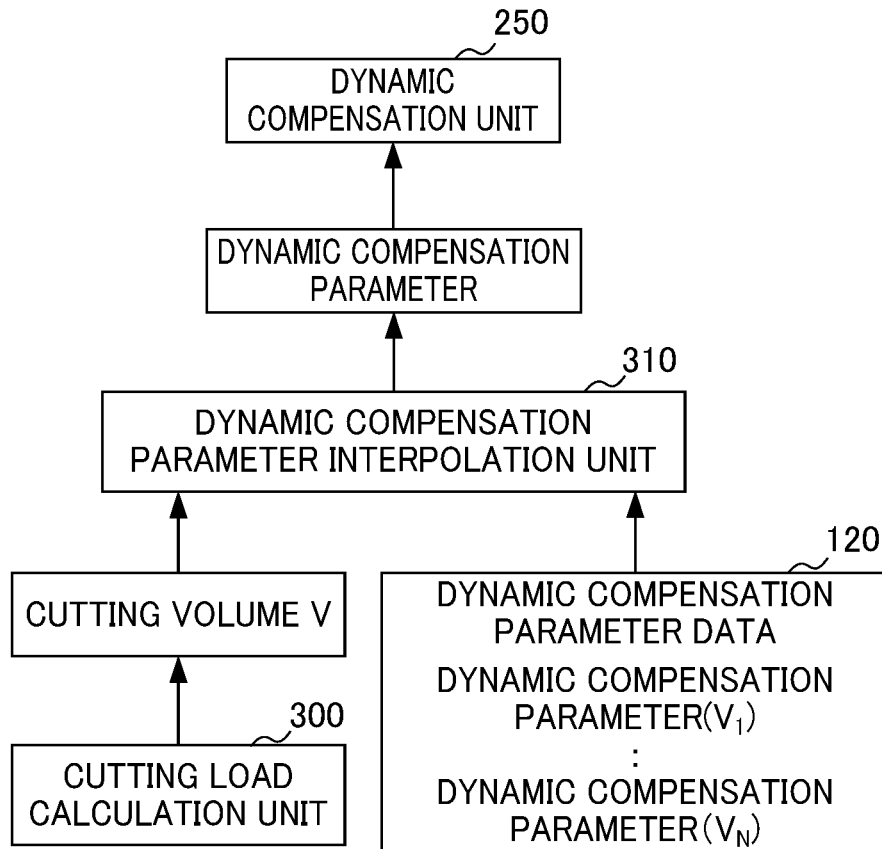 250
DYNAMIC
COMPENSATION UNIT
DYNAMIC COMPENSATION
PARAMETER
310
DYNAMIC COMPENSATION
PARAMETER INTERPOLATION UNIT
CUTTING VOLUME V
300
CUTTING LOAD
CALCULATION UNIT
120
DYNAMIC COMPENSATION
PARAMETER DATA
DYNAMIC COMPENSATION
PARAMETER(V₁)
:
DYNAMIC COMPENSATION
PARAMETER(V_N)